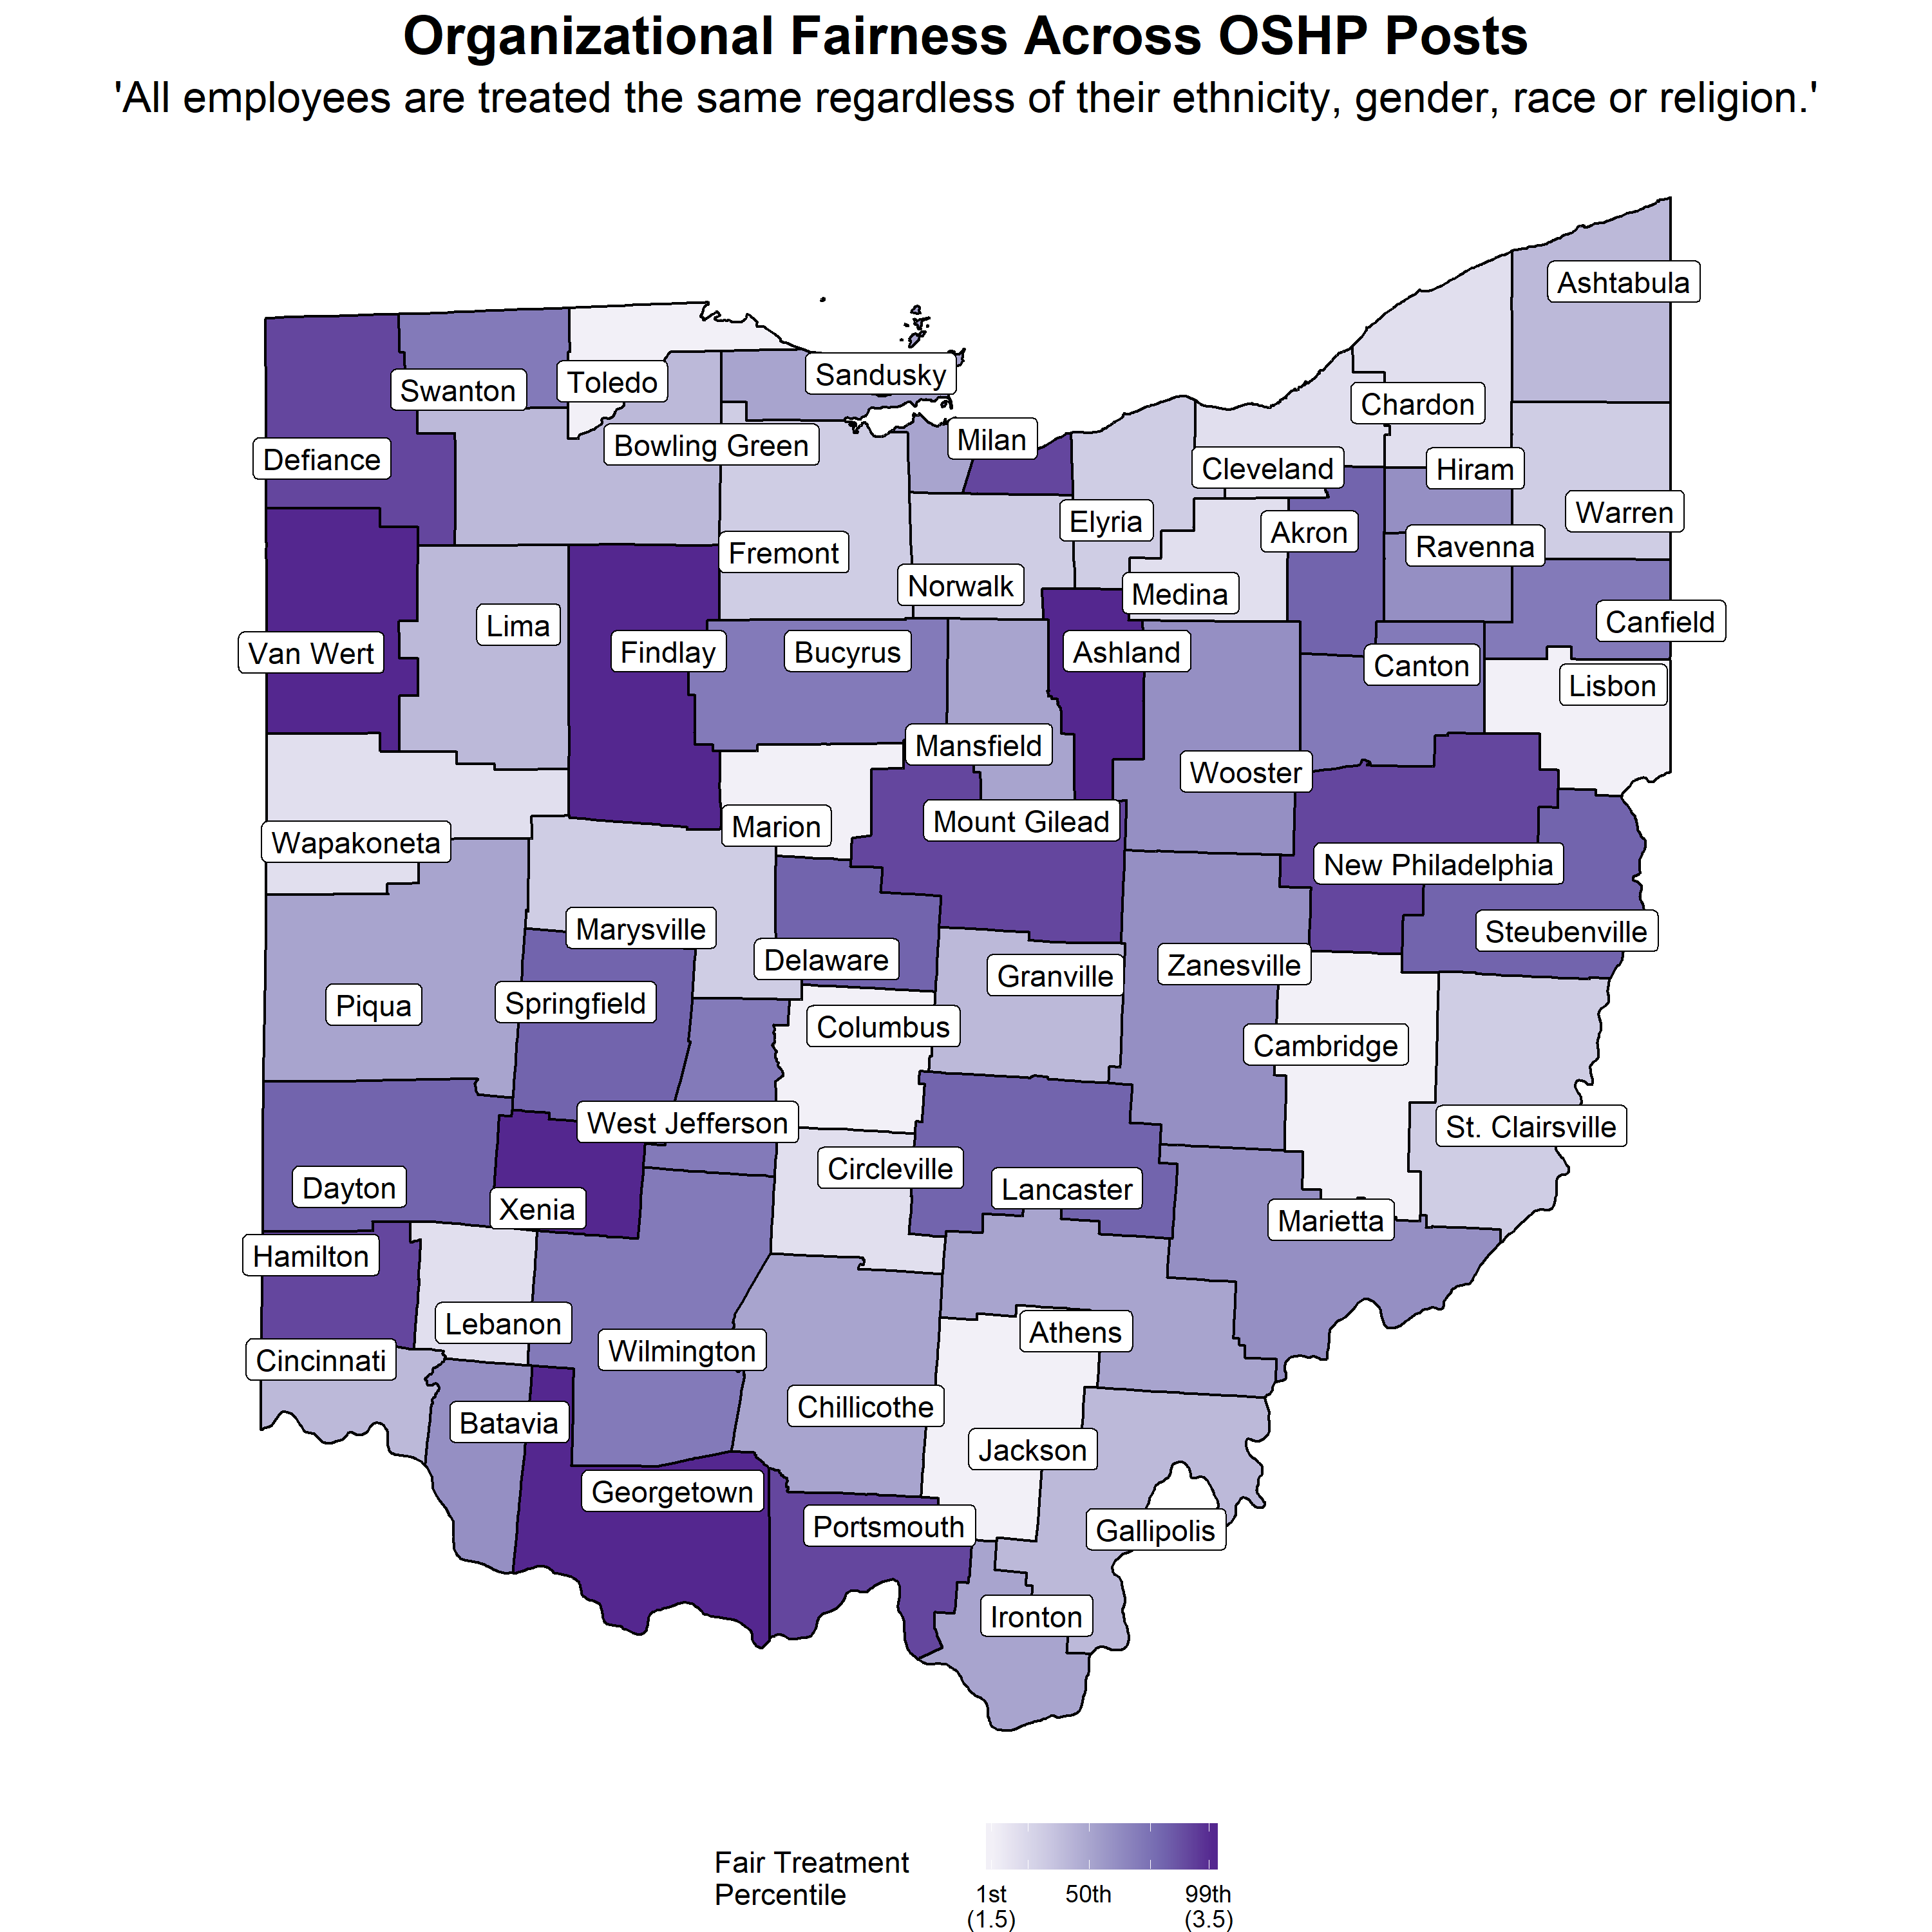 Organizational Fairness Across OSHP Posts
'All employees are treated the same regardless of their ethnicity, gender, race or religion.'
Ashtabula
Sandusky
Toledo
Swanton
Chardon
Milan
Bowling Green
Defiance
Cleveland
Hiram
Warren
Elyria
Akron
Ravenna
Fremont
Norwalk
Medina
Canfield
Lima
Van Wert
Findlay
Bucyrus
Ashland
Canton
Lisbon
Mansfield
Wooster
Mount Gilead
Marion
Wapakoneta
New Philadelphia
Marysville
Steubenville
Delaware
Zanesville
Granville
Piqua
Springfield
Columbus
Cambridge
West Jefferson
St. Clairsville
Circleville
Dayton
Lancaster
Xenia
Marietta
Hamilton
Lebanon
Athens
Wilmington
Cincinnati
Chillicothe
Batavia
Jackson
Georgetown
Portsmouth
Gallipolis
Ironton
Fair Treatment
Percentile
1st 50th 99th
(1.5) (3.5)